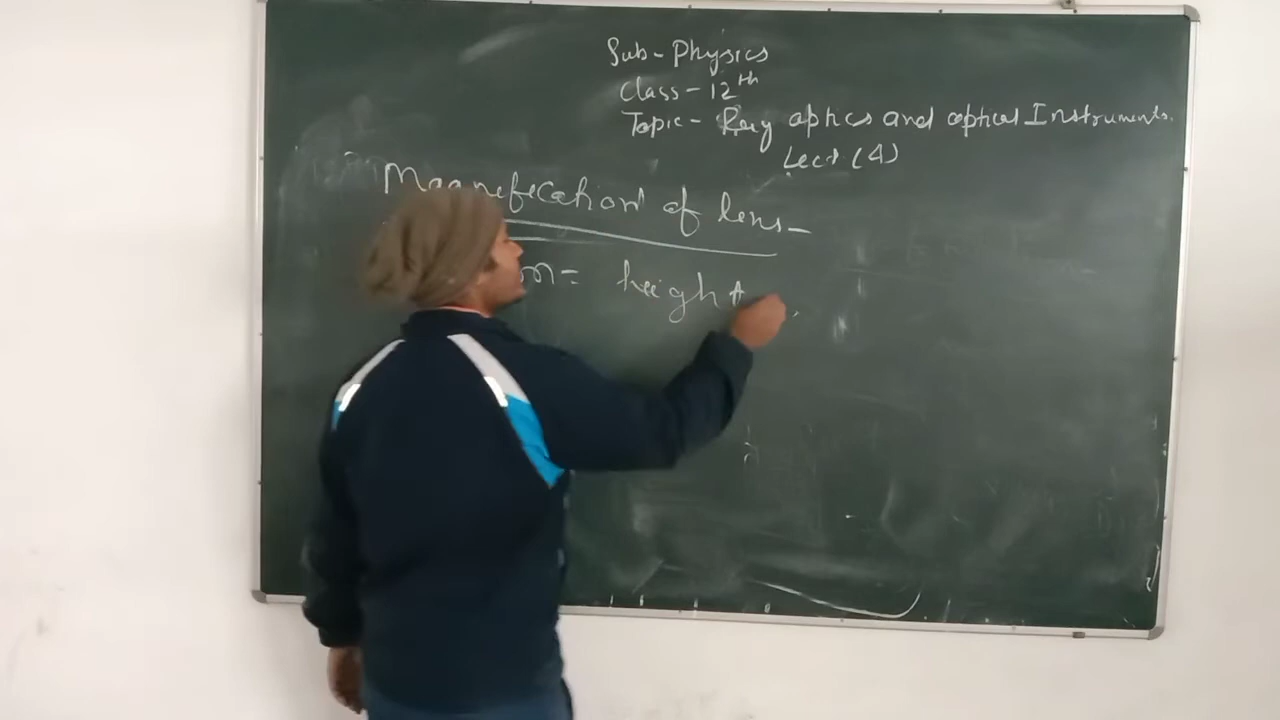 Sub - Physics
Class - 12th
Topic - Ray optics and optical Instruments.
Lect (4)
Magnification of lens -
m = height